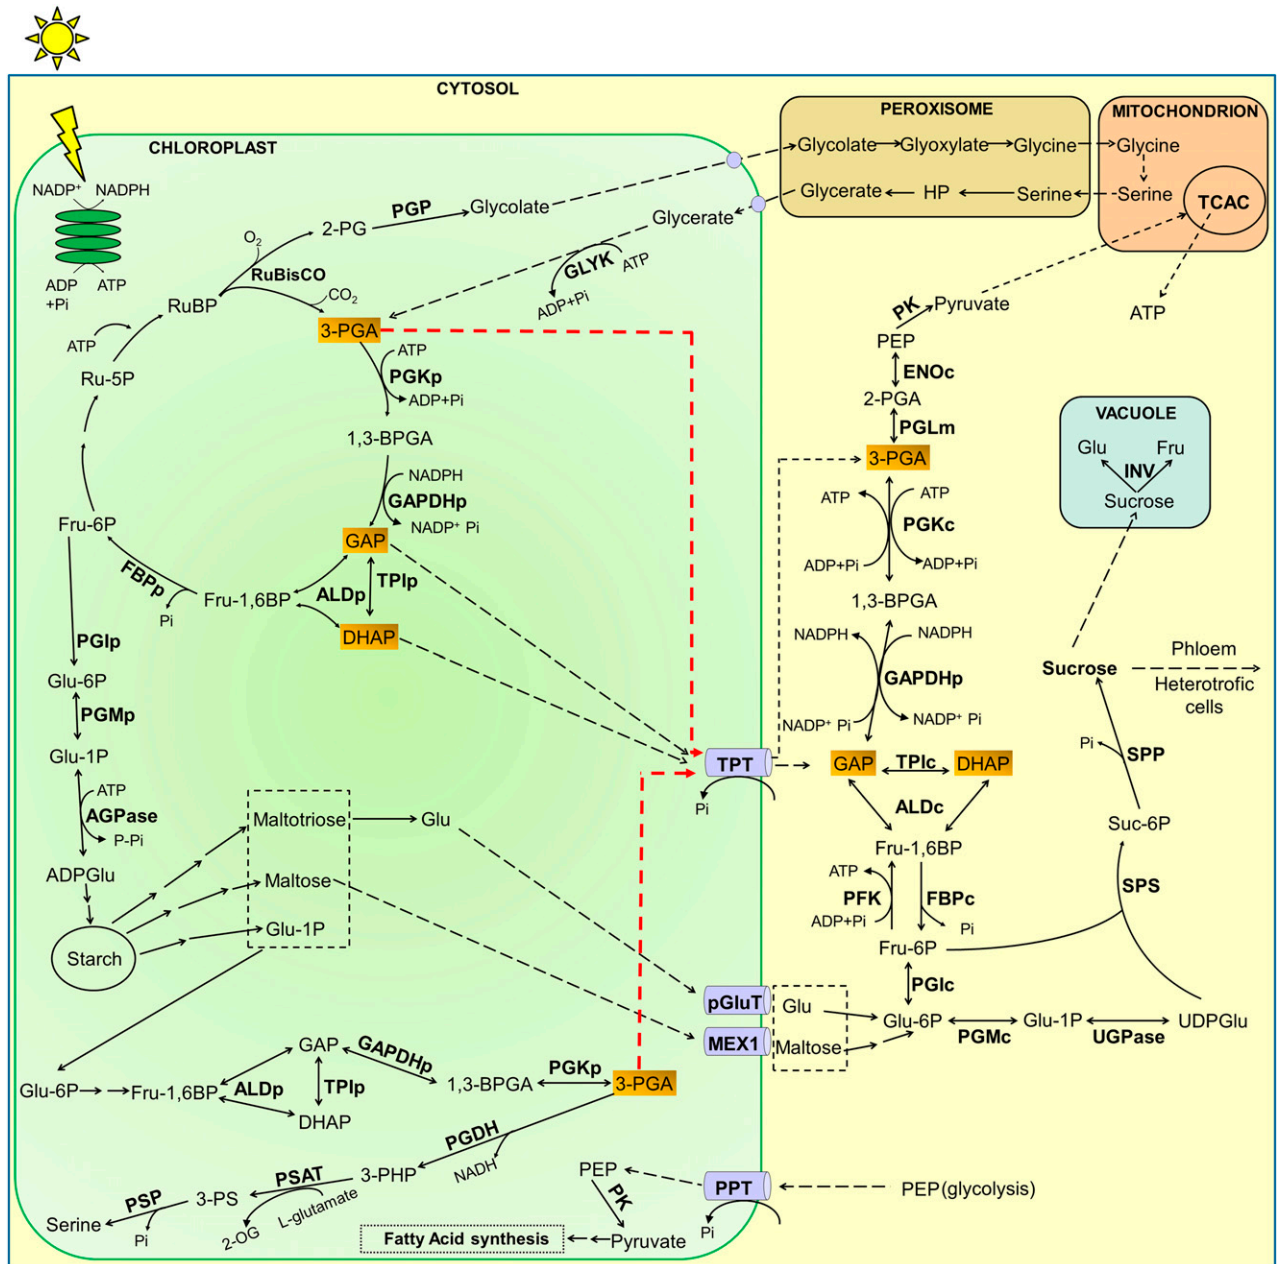 CYTOSOL
CHLOROPLAST
NADP⁺ NADPH
ADP ATP
+Pi
RuBP
O₂
RuBisCO
CO₂
2-PG
PGP
Glycolate
Glycerate
GLYK
ATP
ADP+Pi
3-PGA
ATP
Ru-5P
ATP
PGKp
ADP+Pi
1,3-BPGA
NADPH
GAPDHp
NADP⁺ Pi
GAP
ALDp
TPIp
DHAP
Fru-1,6BP
FBPp
Pi
Fru-6P
PGIp
Glu-6P
PGMp
Glu-1P
ATP
AGPase
P-Pi
ADPGlu
Starch
Maltotriose
Glu
Maltose
Glu-1P
Glu-6P
Fru-1,6BP
ALDp
GAP
TPIp
DHAP
GAPDHp
1,3-BPGA
PGKp
3-PGA
PGDH
NADH
3-PHP
PSAT
L-glutamate
2-OG
3-PS
PSP
Pi
Serine
PEP
PK
Pyruvate
Fatty Acid synthesis
TPT
Pi
pGluT
MEX1
PPT
Pi
PEP(glycolysis)
PEROXISOME
Glycolate Glyoxylate Glycine
Glycerate HP Serine
MITOCHONDRION
Glycine
Serine
TCAC
ATP
Pyruvate
PK
PEP
ENOc
2-PGA
PGLm
3-PGA
ATP ATP
PGKc
ADP+Pi ADP+Pi
1,3-BPGA
NADPH NADPH
GAPDHp
NADP⁺ Pi NADP⁺ Pi
GAP TPIc DHAP
ALDc
Fru-1,6BP
ATP
PFK FBPc
ADP+Pi Pi
Fru-6P
PGIc
Glu
Maltose
Glu-6P PGMc Glu-1P UGPase UDPGlu
SPS
Suc-6P
SPP
Pi
Sucrose
Phloem
Heterotrofic
cells
VACUOLE
Glu Fru
INV
Sucrose